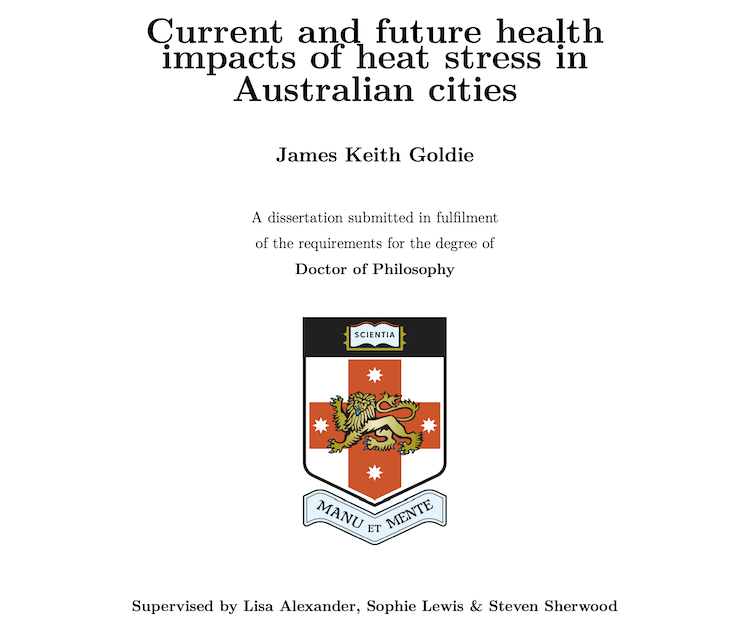 Current and future health
impacts of heat stress in
Australian cities
James Keith Goldie
A dissertation submitted in fulfilment
of the requirements for the degree of
Doctor of Philosophy
SCIENTIA
MANU ET MENTE
Supervised by Lisa Alexander, Sophie Lewis & Steven Sherwood